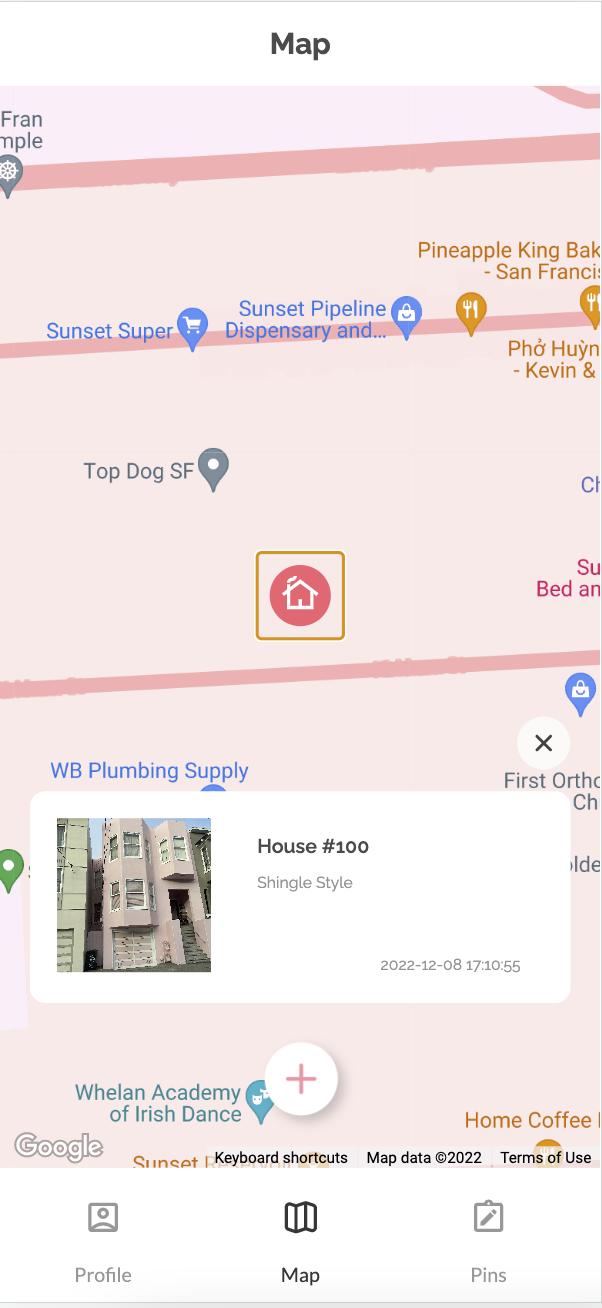 Map
Fran
mple
Pineapple King Bak
- San Francis
Sunset Pipeline
Dispensary and...
Sunset Super
Phở Huỳn
- Kevin &
Top Dog SF
Ch
Su
Bed an
WB Plumbing Supply
First Ortho
Ch
olde
House #100
Shingle Style
2022-12-08 17:10:55
Whelan Academy
of Irish Dance
Home Coffee
Google
Sunset Reservoir
Keyboard shortcuts
Map data ©2022
Terms of Use
Profile
Map
Pins